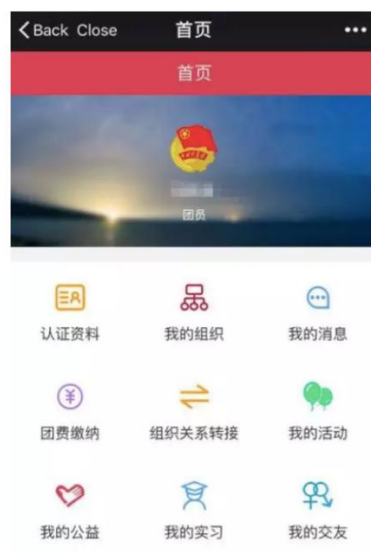 Back Close 首页
首页
团员
认证资料 我的组织 我的消息
团费缴纳 组织关系转接 我的活动
我的公益 我的实习 我的交友